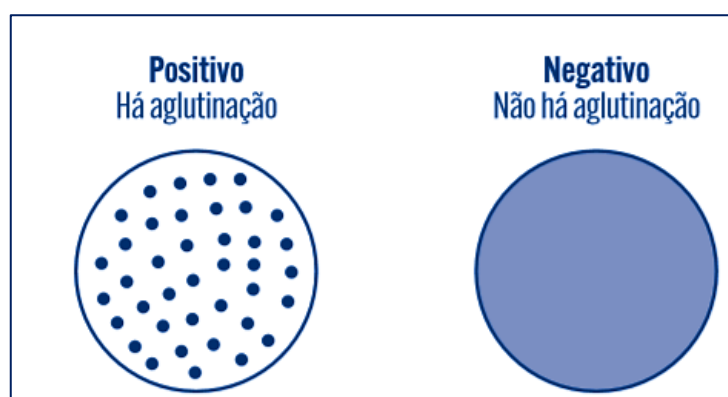 Positivo
Há aglutinação
Negativo
Não há aglutinação